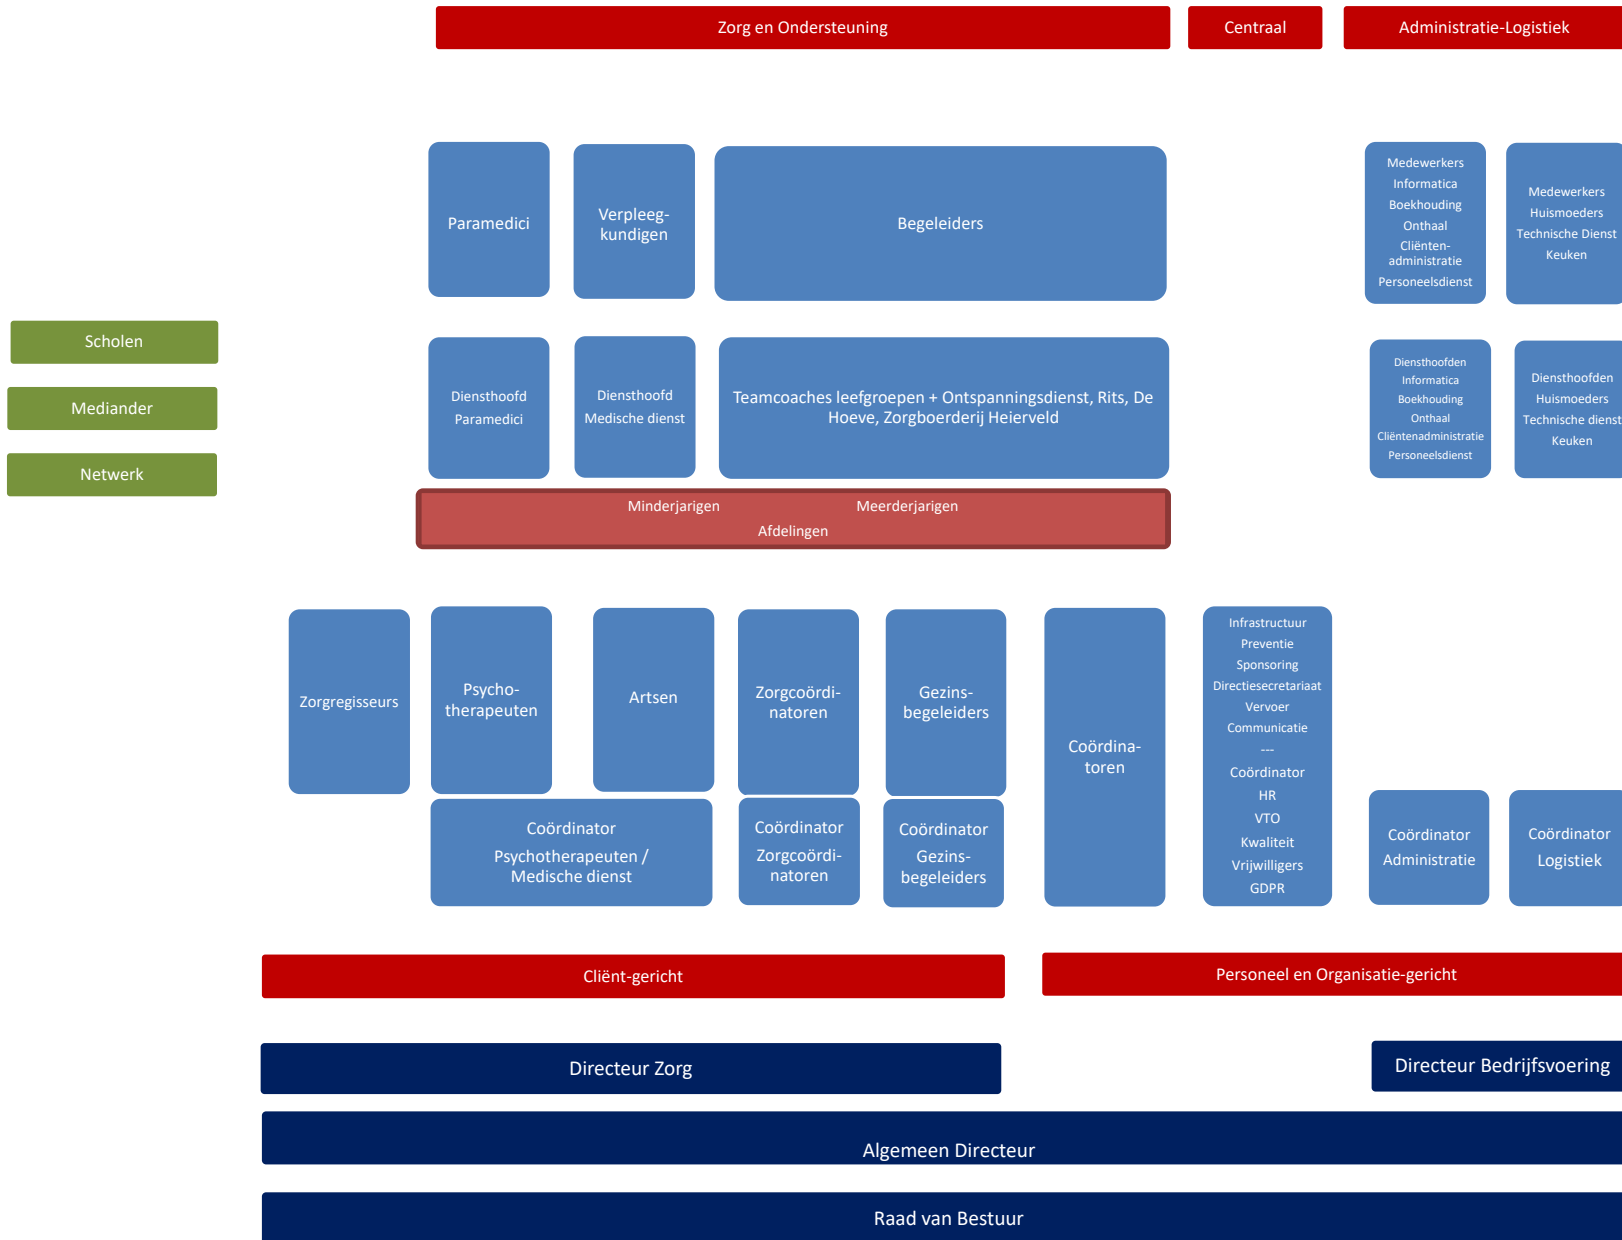 Zorg en Ondersteuning
Centraal
Administratie-Logistiek
Paramedici
Verpleeg-
kundigen
Begeleiders
Medewerkers
Informatica
Boekhouding
Onthaal
Cliënten-
administratie
Personeelsdienst
Medewerkers
Huismoeders
Technische Dienst
Keuken
Scholen
Mediander
Netwerk
Diensthoofd
Paramedici
Diensthoofd
Medische dienst
Teamcoaches leefgroepen + Ontspanningsdienst, Rits, De
Hoeve, Zorgboerderij Heierveld
Diensthoofden
Informatica
Boekhouding
Onthaal
Cliëntenadministratie
Personeelsdienst
Diensthoofden
Huismoeders
Technische dienst
Keuken
Minderjarigen Meerderjarigen
Afdelingen
Zorgregisseurs
Psycho-
therapeuten
Artsen
Zorgcoördi-
natoren
Gezins-
begeleiders
Coördina-
toren
Infrastructuur
Preventie
Sponsoring
Directiesecretariaat
Vervoer
Communicatie
---
Coördinator
HR
VTO
Kwaliteit
Vrijwilligers
GDPR
Coördinator
Psychotherapeuten /
Medische dienst
Coördinator
Zorgcoördi-
natoren
Coördinator
Gezins-
begeleiders
Coördinator
Administratie
Coördinator
Logistiek
Cliënt-gericht
Personeel en Organisatie-gericht
Directeur Zorg
Directeur Bedrijfsvoering
Algemeen Directeur
Raad van Bestuur